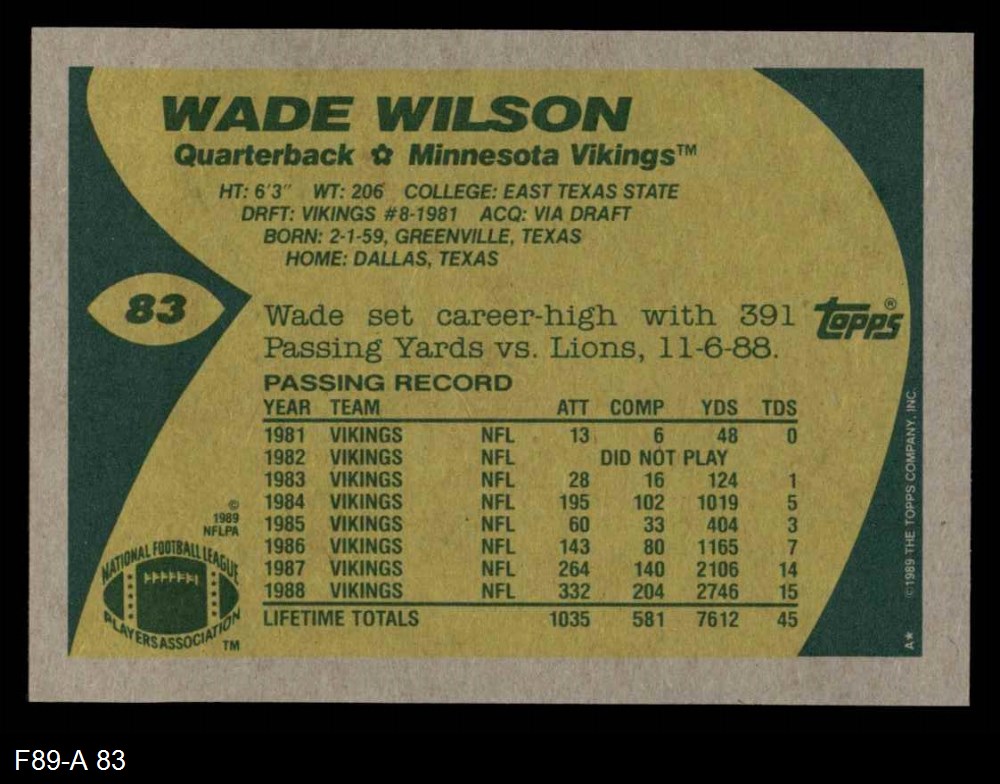 WADE WILSON
Quarterback ✿ Minnesota Vikings™
HT: 6'3" WT: 206 COLLEGE: EAST TEXAS STATE
DRFT: VIKINGS #8-1981 ACQ: VIA DRAFT
BORN: 2-1-59, GREENVILLE, TEXAS
HOME: DALLAS, TEXAS
83
Wade set career-high with 391
Passing Yards vs. Lions, 11-6-88.
Topps®
PASSING RECORD
YEAR TEAM ATT COMP YDS TDS
1981 VIKINGS NFL 13 6 48 0
1982 VIKINGS NFL DID NOT PLAY
1983 VIKINGS NFL 28 16 124 1
1984 VIKINGS NFL 195 102 1019 5
1985 VIKINGS NFL 60 33 404 3
1986 VIKINGS NFL 143 80 1165 7
1987 VIKINGS NFL 264 140 2106 14
1988 VIKINGS NFL 332 204 2746 15
LIFETIME TOTALS 1035 581 7612 45
©
1989
NFLPA
NATIONAL FOOTBALL LEAGUE
PLAYERS ASSOCIATION
TM
©1989 THE TOPPS COMPANY, INC.
A*
F89-A 83